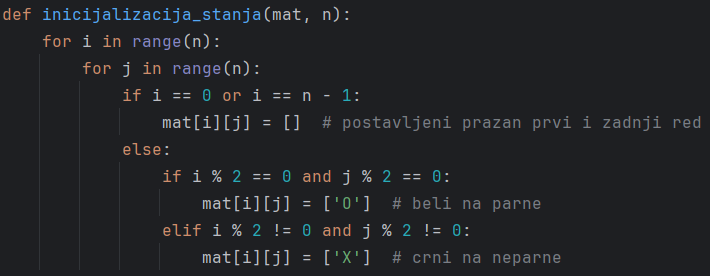 def inicijalizacija_stanja(mat, n):
    for i in range(n):
        for j in range(n):
            if i == 0 or i == n - 1:
                mat[i][j] = []  # postavljeni prazan prvi i zadnji red
            else:
                if i % 2 == 0 and j % 2 == 0:
                    mat[i][j] = ['O']  # beli na parne
                elif i % 2 != 0 and j % 2 != 0:
                    mat[i][j] = ['X']  # crni na neparne